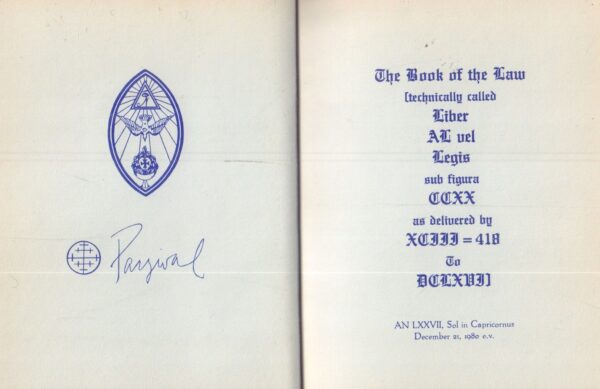 Parzival
The Book of the Law
[technically called
Liber
AL vel
Legis
sub figura
CCXX
as delivered by
XCIII = 418
To
DCLXVI]
AN LXXVII, Sol in Capricornus
December 21, 1980 e.v.